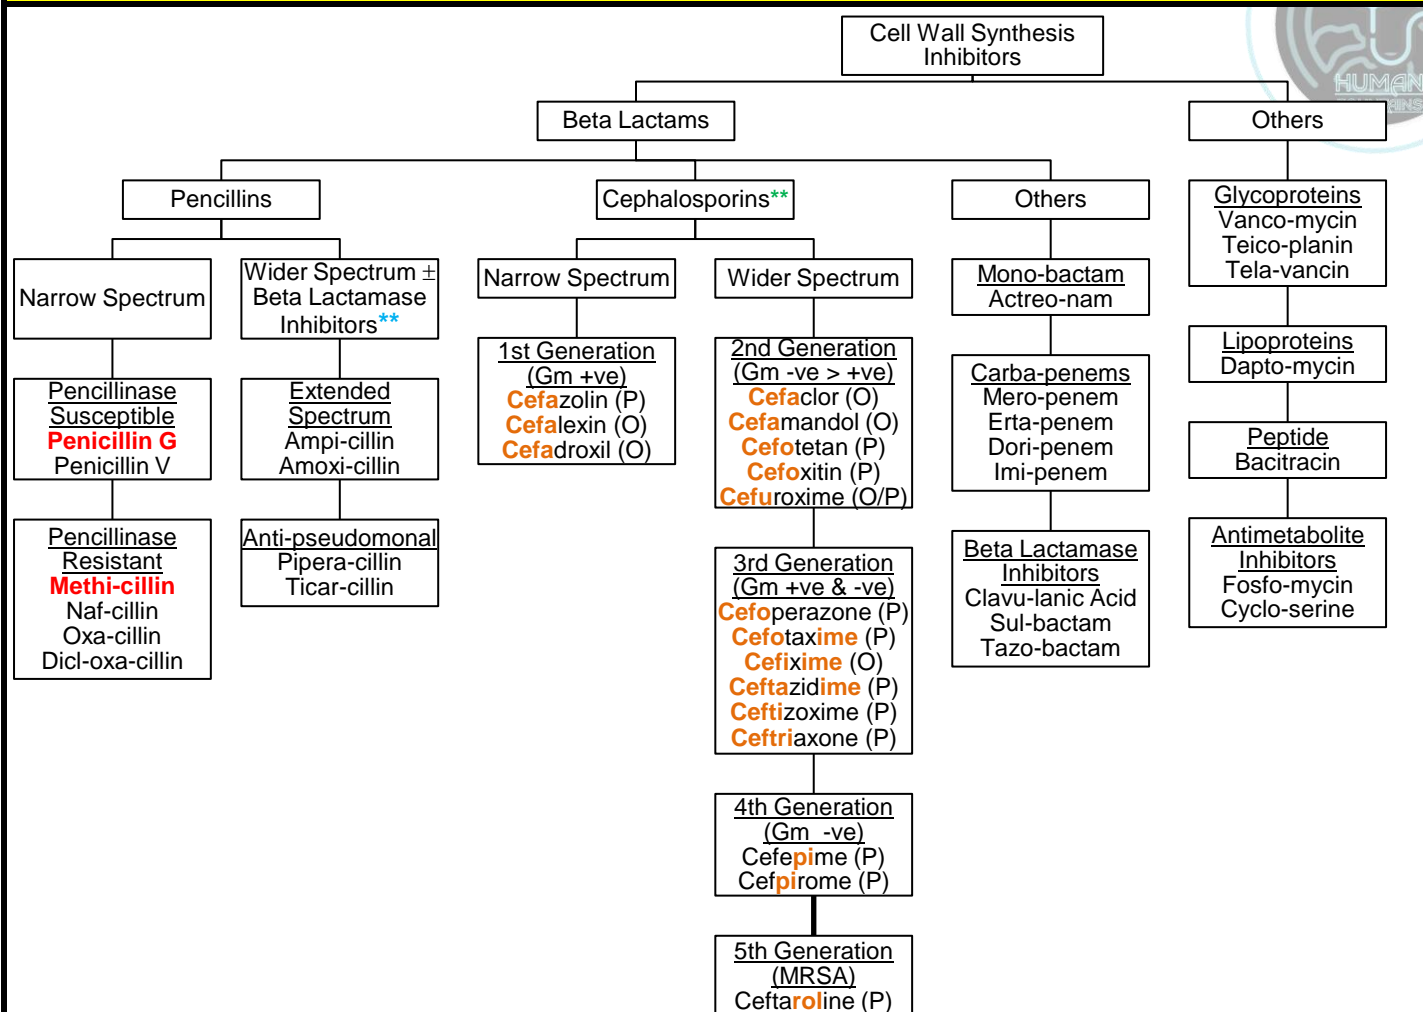 Cell Wall Synthesis
Inhibitors
HUMAN
Beta Lactams
Others
Pencillins
Cephalosporins**
Others
Glycoproteins
Vanco-mycin
Teico-planin
Tela-vancin
Narrow Spectrum
Wider Spectrum ±
Beta Lactamase
Inhibitors**
Narrow Spectrum
Wider Spectrum
Mono-bactam
Actreo-nam
Lipoproteins
Dapto-mycin
Pencillinase
Susceptible
Penicillin G
Penicillin V
Extended
Spectrum
Ampi-cillin
Amoxi-cillin
1st Generation
(Gm +ve)
Cefazolin (P)
Cefalexin (O)
Cefadroxil (O)
2nd Generation
(Gm -ve > +ve)
Cefaclor (O)
Cefamandol (O)
Cefotetan (P)
Cefoxitin (P)
Cefuroxime (O/P)
Carba-penems
Mero-penem
Erta-penem
Dori-penem
Imi-penem
Peptide
Bacitracin
Pencillinase
Resistant
Methi-cillin
Naf-cillin
Oxa-cillin
Dicl-oxa-cillin
Anti-pseudomonal
Pipera-cillin
Ticar-cillin
3rd Generation
(Gm +ve & -ve)
Cefoperazone (P)
Cefotaxime (P)
Cefixime (O)
Ceftazidime (P)
Ceftizoxime (P)
Ceftriaxone (P)
Beta Lactamase
Inhibitors
Clavu-lanic Acid
Sul-bactam
Tazo-bactam
Antimetabolite
Inhibitors
Fosfo-mycin
Cyclo-serine
4th Generation
(Gm -ve)
Cefepime (P)
Cefpirome (P)
5th Generation
(MRSA)
Ceftaroline (P)